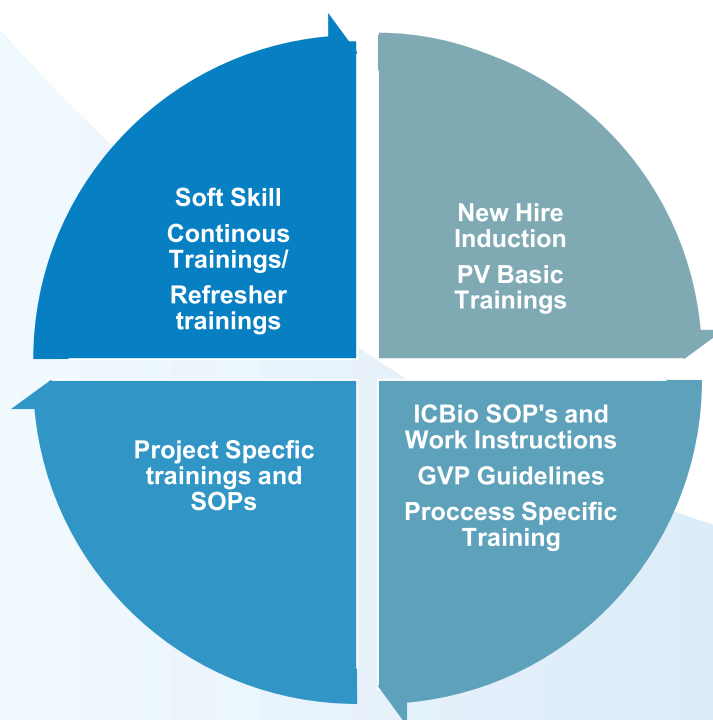 Soft Skill
Continous
Trainings/
Refresher
trainings
New Hire
Induction
PV Basic
Trainings
Project Specfic
trainings and
SOPs
ICBio SOP's and
Work Instructions
GVP Guidelines
Proccess Specific
Training